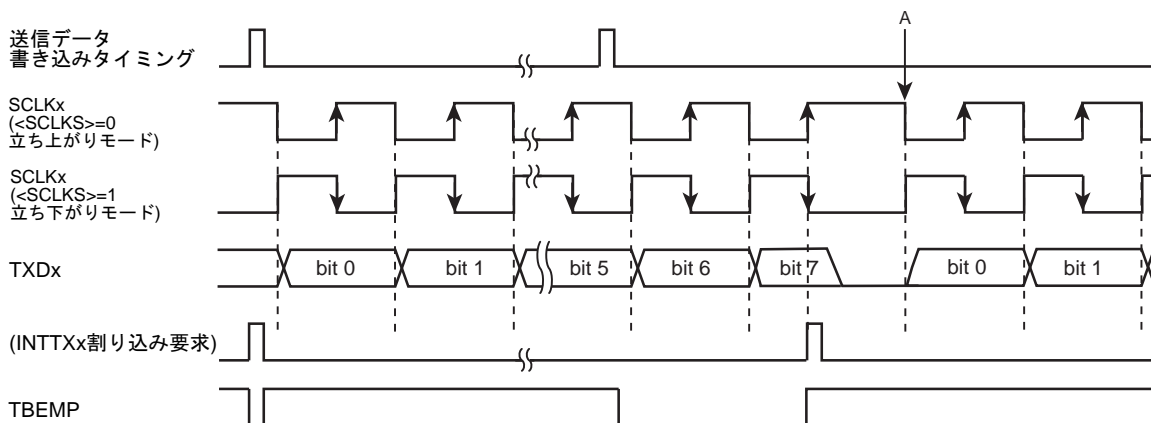 A
送信データ
書き込みタイミング
SCLKx
(<SCLKS>=0
立ち上がりモード)
SCLKx
(<SCLKS>=1
立ち下がりモード)
TXDx
bit 0
bit 1
bit 5
bit 6
bit 7
bit 0
bit 1
(INTTXx割り込み要求)
TBEMP